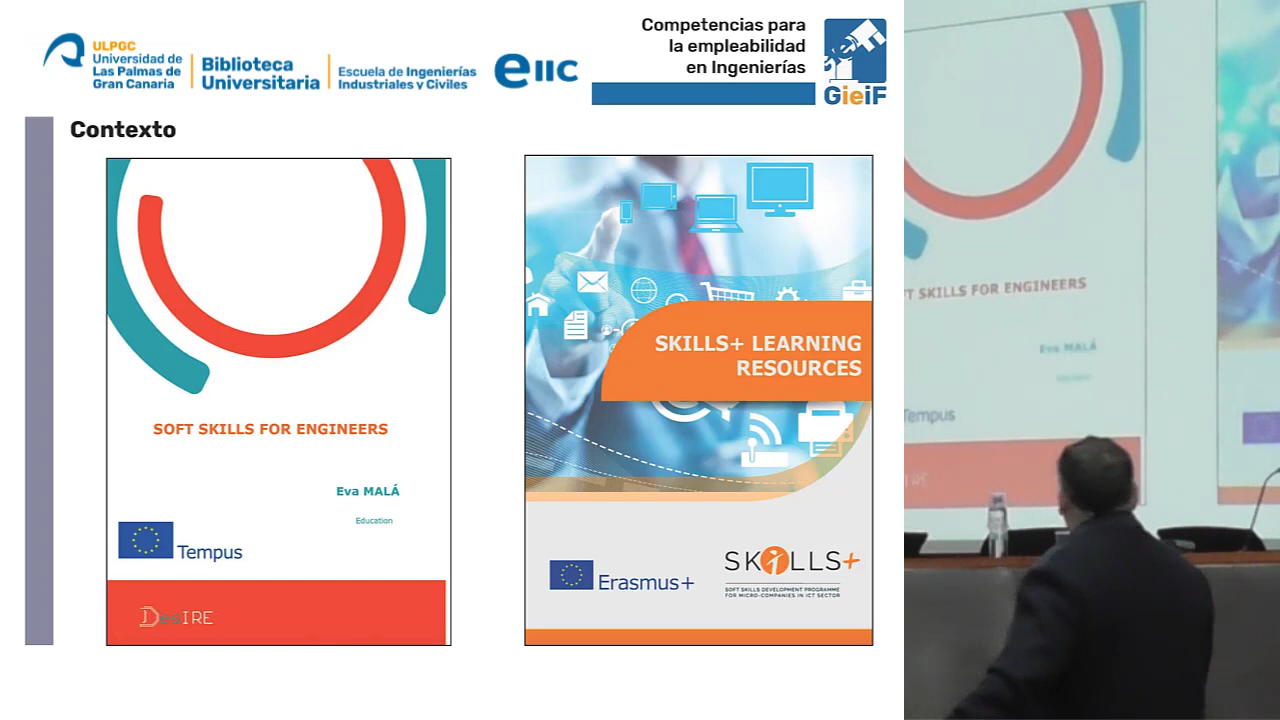 ULPGC
Universidad de
Las Palmas de
Gran Canaria
Biblioteca
Universitaria
Escuela de Ingenierías
Industriales y Civiles
eiic
Competencias para
la empleabilidad
en Ingenierías
GieiF
Contexto
SOFT SKILLS FOR ENGINEERS
Eva MALÁ
Education
Tempus
DesIRE
SKILLS+ LEARNING
RESOURCES
Erasmus+
SKILLS+
SOFT SKILLS DEVELOPMENT PROGRAMME
FOR MICRO-COMPANIES IN ICT SECTOR
T SKILLS FOR ENGINEERS
Eva MALÁ
Tempus
IRE